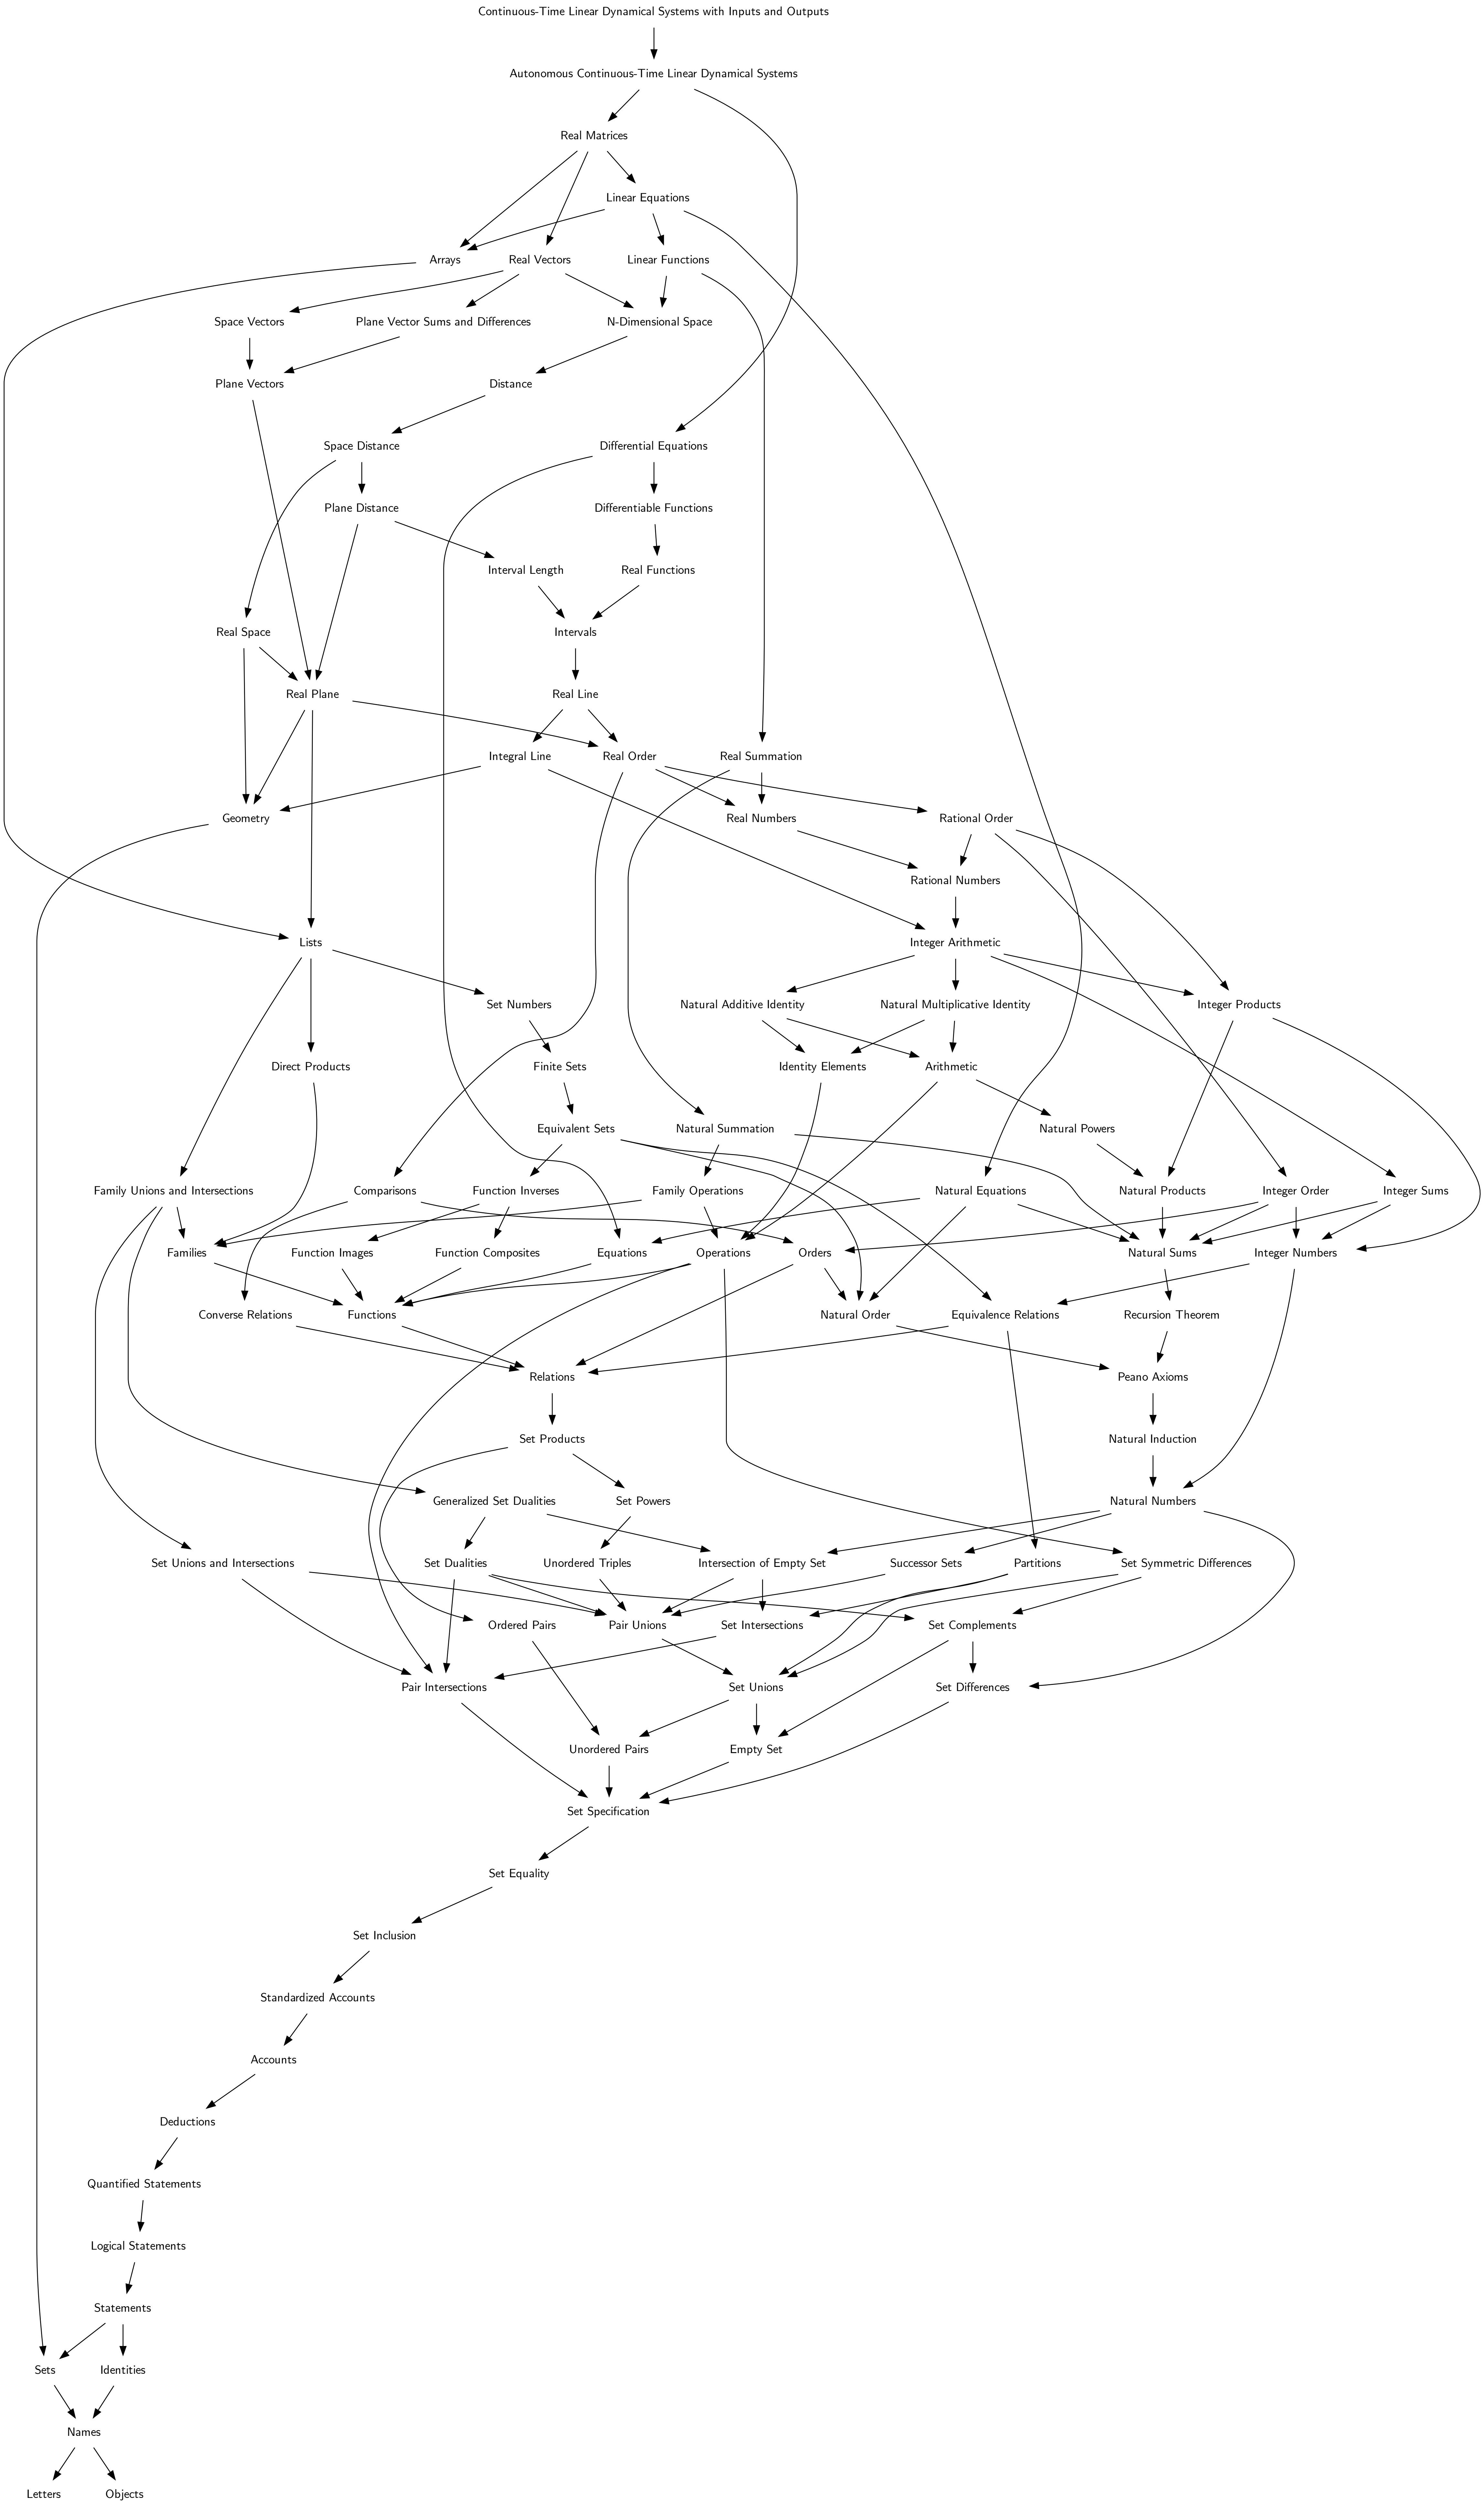 Continuous-Time Linear Dynamical Systems with Inputs and Outputs
Autonomous Continuous-Time Linear Dynamical Systems
Real Matrices
Linear Equations
Arrays
Real Vectors
Linear Functions
Space Vectors
Plane Vector Sums and Differences
N-Dimensional Space
Plane Vectors
Distance
Space Distance
Differential Equations
Plane Distance
Differentiable Functions
Interval Length
Real Functions
Real Space
Intervals
Real Plane
Real Line
Integral Line
Real Order
Real Summation
Geometry
Real Numbers
Rational Order
Rational Numbers
Lists
Integer Arithmetic
Set Numbers
Natural Additive Identity
Natural Multiplicative Identity
Integer Products
Direct Products
Finite Sets
Identity Elements
Arithmetic
Equivalent Sets
Natural Summation
Natural Powers
Family Unions and Intersections
Comparisons
Function Inverses
Family Operations
Natural Equations
Natural Products
Integer Order
Integer Sums
Families
Function Images
Function Composites
Equations
Operations
Orders
Natural Sums
Integer Numbers
Converse Relations
Functions
Natural Order
Equivalence Relations
Recursion Theorem
Relations
Peano Axioms
Set Products
Natural Induction
Generalized Set Dualities
Set Powers
Natural Numbers
Set Unions and Intersections
Set Dualities
Unordered Triples
Intersection of Empty Set
Successor Sets
Partitions
Set Symmetric Differences
Ordered Pairs
Pair Unions
Set Intersections
Set Complements
Pair Intersections
Set Unions
Set Differences
Unordered Pairs
Empty Set
Set Specification
Set Equality
Set Inclusion
Standardized Accounts
Accounts
Deductions
Quantified Statements
Logical Statements
Statements
Sets
Identities
Names
Letters
Objects